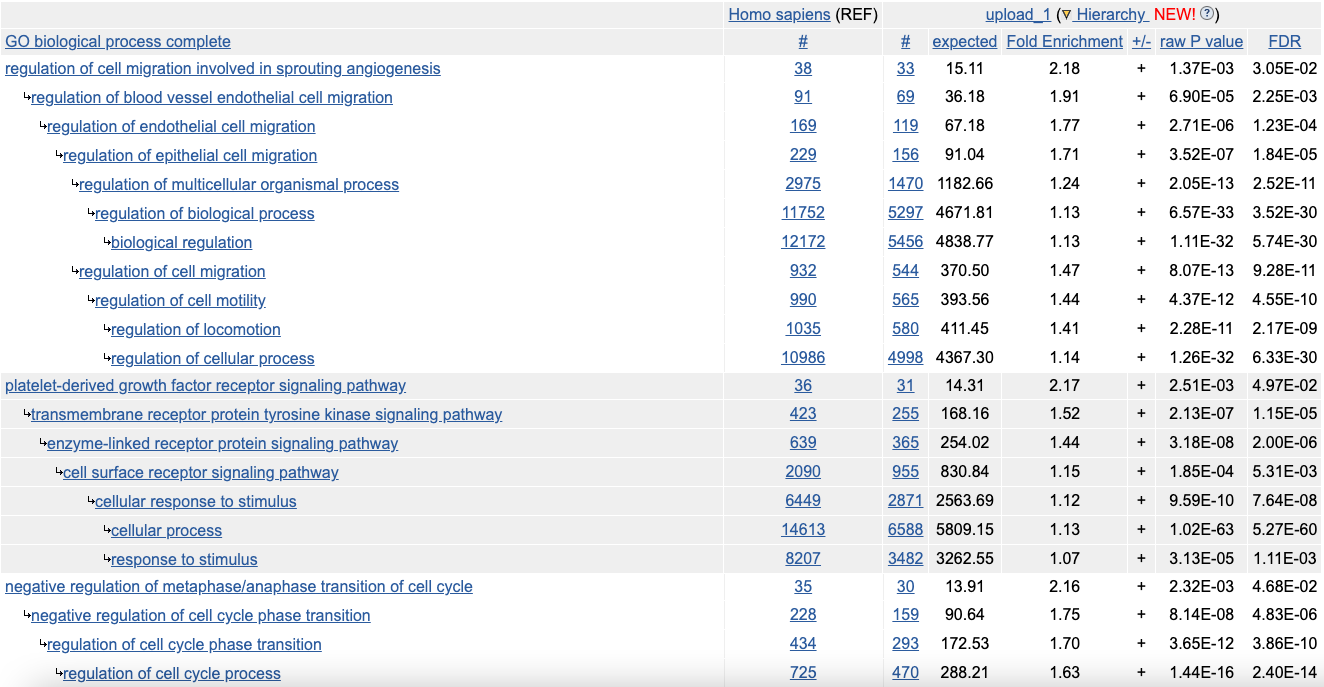 Homo sapiens (REF) upload_1 (▿ Hierarchy NEW! ?)
GO biological process complete # # expected Fold Enrichment +/- raw P value FDR
regulation of cell migration involved in sprouting angiogenesis 38 33 15.11 2.18 + 1.37E-03 3.05E-02
↳regulation of blood vessel endothelial cell migration 91 69 36.18 1.91 + 6.90E-05 2.25E-03
↳regulation of endothelial cell migration 169 119 67.18 1.77 + 2.71E-06 1.23E-04
↳regulation of epithelial cell migration 229 156 91.04 1.71 + 3.52E-07 1.84E-05
↳regulation of multicellular organismal process 2975 1470 1182.66 1.24 + 2.05E-13 2.52E-11
↳regulation of biological process 11752 5297 4671.81 1.13 + 6.57E-33 3.52E-30
↳biological regulation 12172 5456 4838.77 1.13 + 1.11E-32 5.74E-30
↳regulation of cell migration 932 544 370.50 1.47 + 8.07E-13 9.28E-11
↳regulation of cell motility 990 565 393.56 1.44 + 4.37E-12 4.55E-10
↳regulation of locomotion 1035 580 411.45 1.41 + 2.28E-11 2.17E-09
↳regulation of cellular process 10986 4998 4367.30 1.14 + 1.26E-32 6.33E-30
platelet-derived growth factor receptor signaling pathway 36 31 14.31 2.17 + 2.51E-03 4.97E-02
↳transmembrane receptor protein tyrosine kinase signaling pathway 423 255 168.16 1.52 + 2.13E-07 1.15E-05
↳enzyme-linked receptor protein signaling pathway 639 365 254.02 1.44 + 3.18E-08 2.00E-06
↳cell surface receptor signaling pathway 2090 955 830.84 1.15 + 1.85E-04 5.31E-03
↳cellular response to stimulus 6449 2871 2563.69 1.12 + 9.59E-10 7.64E-08
↳cellular process 14613 6588 5809.15 1.13 + 1.02E-63 5.27E-60
↳response to stimulus 8207 3482 3262.55 1.07 + 3.13E-05 1.11E-03
negative regulation of metaphase/anaphase transition of cell cycle 35 30 13.91 2.16 + 2.32E-03 4.68E-02
↳negative regulation of cell cycle phase transition 228 159 90.64 1.75 + 8.14E-08 4.83E-06
↳regulation of cell cycle phase transition 434 293 172.53 1.70 + 3.65E-12 3.86E-10
↳regulation of cell cycle process 725 470 288.21 1.63 + 1.44E-16 2.40E-14